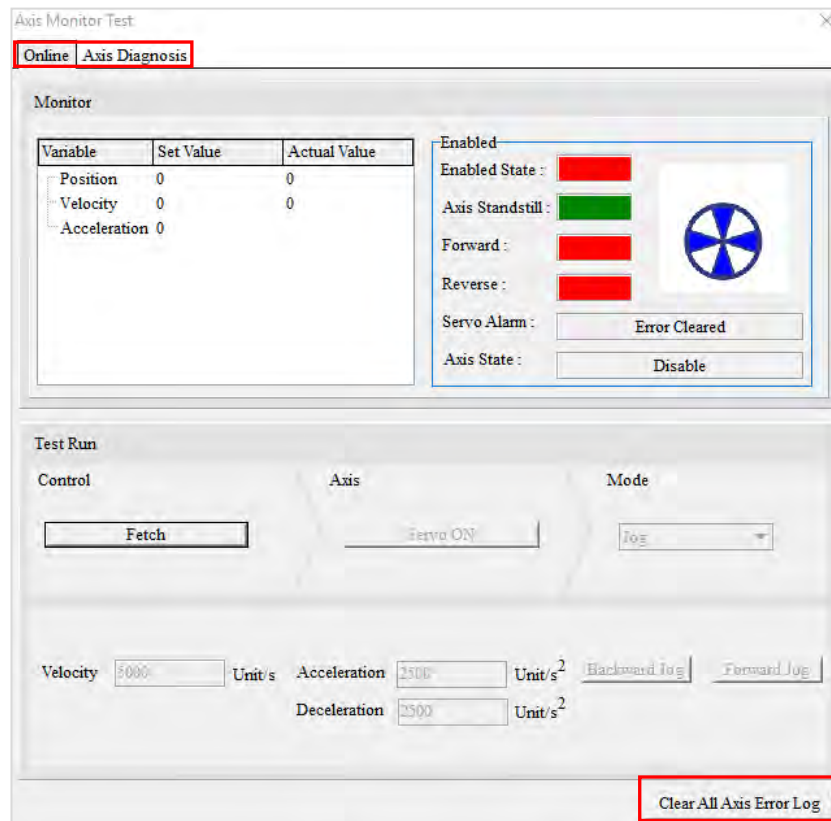 Axis Monitor Test
Online Axis Diagnosis
Monitor
Variable Set Value Actual Value
Position 0 0
Velocity 0 0
Acceleration 0
Enabled
Enabled State :
Axis Standstill :
Forward :
Reverse :
Servo Alarm : Error Cleared
Axis State : Disable
Test Run
Control Axis Mode
Fetch Servo ON Jog
Velocity 5000 Unit/s Acceleration 2500 Unit/s2 Backward Jog Forward Jog
Deceleration 2500 Unit/s2
Clear All Axis Error Log